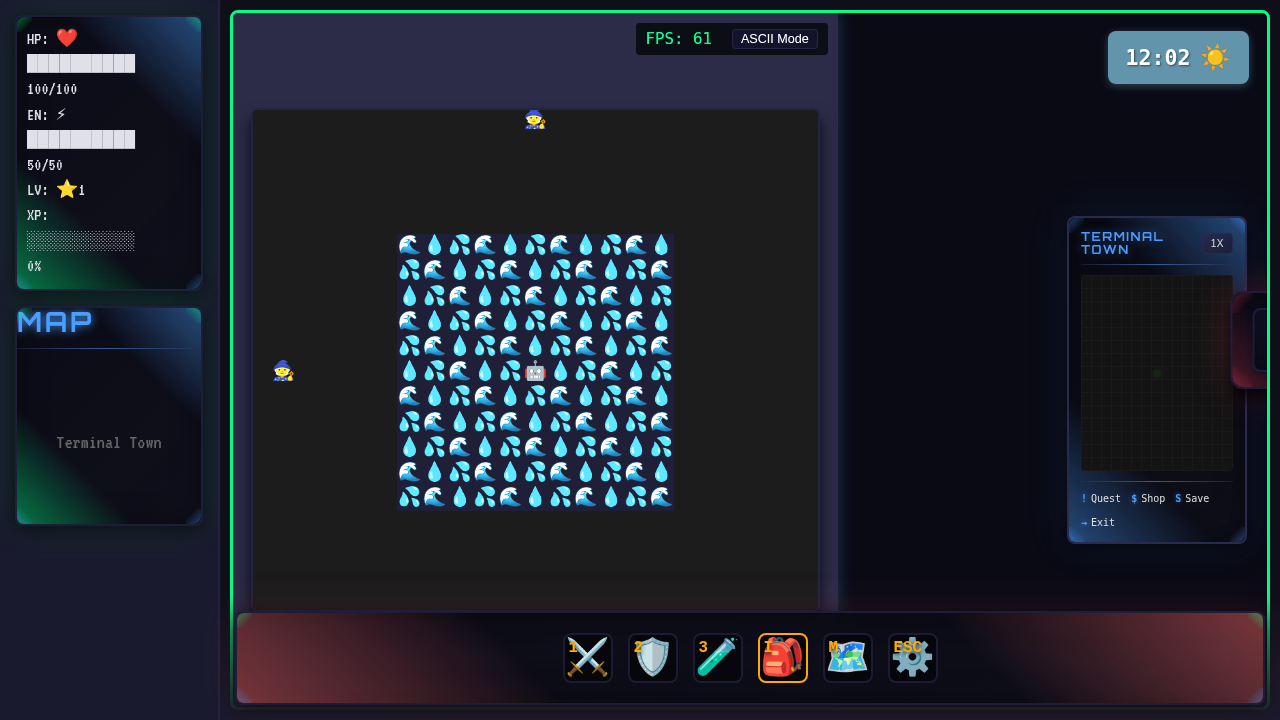 HP: ❤️
██████████
100/100
EN: ⚡
██████████
50/50
LV: ⭐1
XP:
░░░░░░░░░░
0%
MAP
Terminal Town
FPS: 61
ASCII Mode
12:02 ☀️
TERMINAL
TOWN
1X
! Quest $ Shop S Save
→ Exit
1 2 3 I M ESC